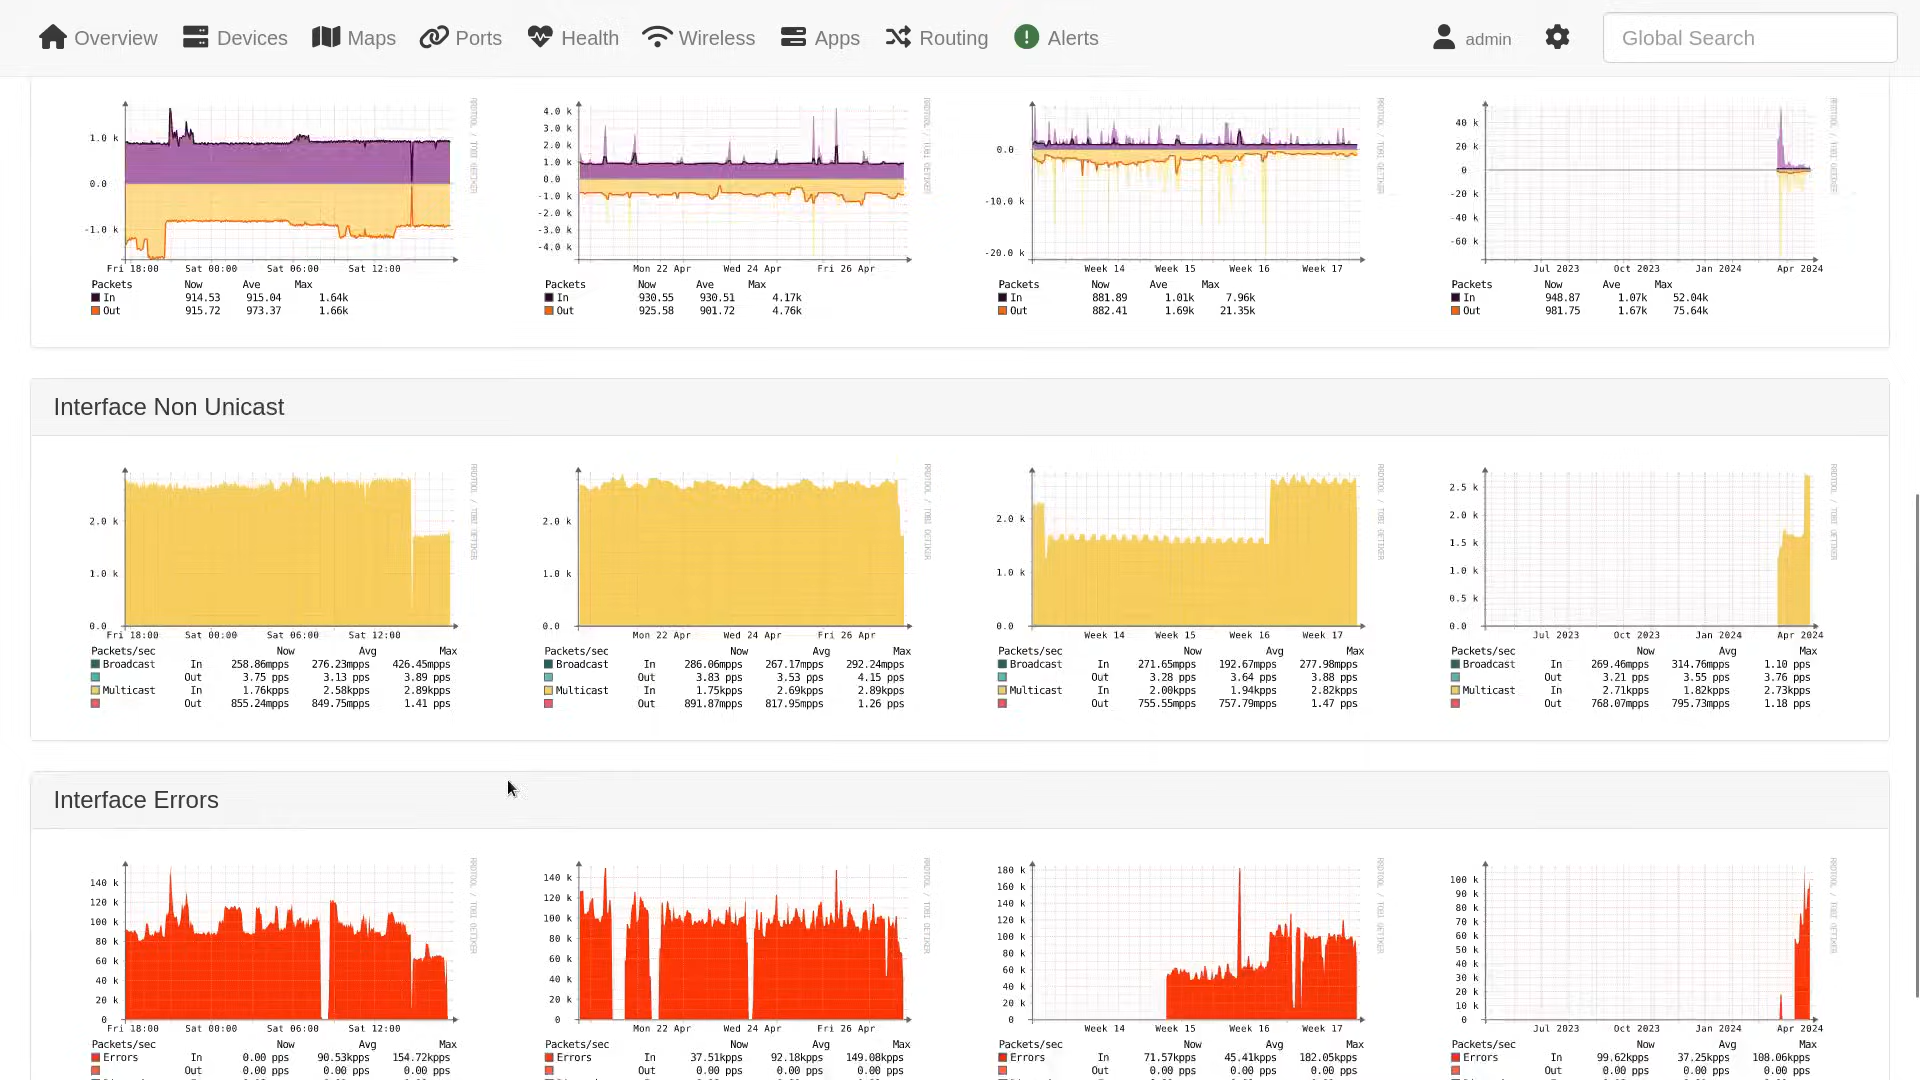 Overview Devices Maps Ports Health Wireless Apps Routing Alerts admin Global Search
1.0 k
0.0
-1.0 k
Fri 18:00 Sat 00:00 Sat 06:00 Sat 12:00
Packets Now Ave Max
In 914.53 915.04 1.64k
Out 915.72 973.37 1.66k
4.0 k
3.0 k
2.0 k
1.0 k
0.0
-1.0 k
-2.0 k
-3.0 k
-4.0 k
Mon 22 Apr Wed 24 Apr Fri 26 Apr
Packets Now Ave Max
In 930.55 930.51 4.17k
Out 925.58 901.72 4.76k
0.0
-10.0 k
-20.0 k
Week 14 Week 15 Week 16 Week 17
Packets Now Ave Max
In 881.89 1.01k 7.96k
Out 882.41 1.69k 21.35k
40 k
20 k
0
-20 k
-40 k
-60 k
Jul 2023 Oct 2023 Jan 2024 Apr 2024
Packets Now Ave Max
In 948.87 1.07k 52.04k
Out 981.75 1.67k 75.64k
Interface Non Unicast
2.0 k
1.0 k
0.0
Fri 18:00 Sat 00:00 Sat 06:00 Sat 12:00
Packets/sec Now Avg Max
Broadcast In 258.86mpps 276.23mpps 426.45mpps
Out 3.75 pps 3.13 pps 3.89 pps
Multicast In 1.76kpps 2.58kpps 2.89kpps
Out 855.24mpps 849.75mpps 1.41 pps
2.0 k
1.0 k
0.0
Mon 22 Apr Wed 24 Apr Fri 26 Apr
Packets/sec Now Avg Max
Broadcast In 286.06mpps 267.17mpps 292.24mpps
Out 3.83 pps 3.53 pps 4.15 pps
Multicast In 1.75kpps 2.69kpps 2.89kpps
Out 891.87mpps 817.95mpps 1.26 pps
2.0 k
1.0 k
0.0
Week 14 Week 15 Week 16 Week 17
Packets/sec Now Avg Max
Broadcast In 271.65mpps 192.67mpps 277.98mpps
Out 3.28 pps 3.64 pps 3.88 pps
Multicast In 2.00kpps 1.94kpps 2.82kpps
Out 755.55mpps 757.79mpps 1.47 pps
2.5 k
2.0 k
1.5 k
1.0 k
0.5 k
0.0
Jul 2023 Oct 2023 Jan 2024 Apr 2024
Packets/sec Now Avg Max
Broadcast In 269.46mpps 314.76mpps 1.10 pps
Out 3.21 pps 3.55 pps 3.76 pps
Multicast In 2.71kpps 1.82kpps 2.73kpps
Out 768.07mpps 795.73mpps 1.18 pps
Interface Errors
140 k
120 k
100 k
80 k
60 k
40 k
20 k
0
Fri 18:00 Sat 00:00 Sat 06:00 Sat 12:00
Packets/sec Now Avg Max
Errors In 0.00 pps 90.53kpps 154.72kpps
Out 0.00 pps 0.00 pps 0.00 pps
140 k
120 k
100 k
80 k
60 k
40 k
20 k
0
Mon 22 Apr Wed 24 Apr Fri 26 Apr
Packets/sec Now Avg Max
Errors In 37.51kpps 92.18kpps 149.08kpps
Out 0.00 pps 0.00 pps 0.00 pps
180 k
160 k
140 k
120 k
100 k
80 k
60 k
40 k
20 k
0
Week 14 Week 15 Week 16 Week 17
Packets/sec Now Avg Max
Errors In 71.57kpps 45.41kpps 182.05kpps
Out 0.00 pps 0.00 pps 0.00 pps
100 k
90 k
80 k
70 k
60 k
50 k
40 k
30 k
20 k
10 k
0
Jul 2023 Oct 2023 Jan 2024 Apr 2024
Packets/sec Now Avg Max
Errors In 99.62kpps 37.25kpps 108.06kpps
Out 0.00 pps 0.00 pps 0.00 pps